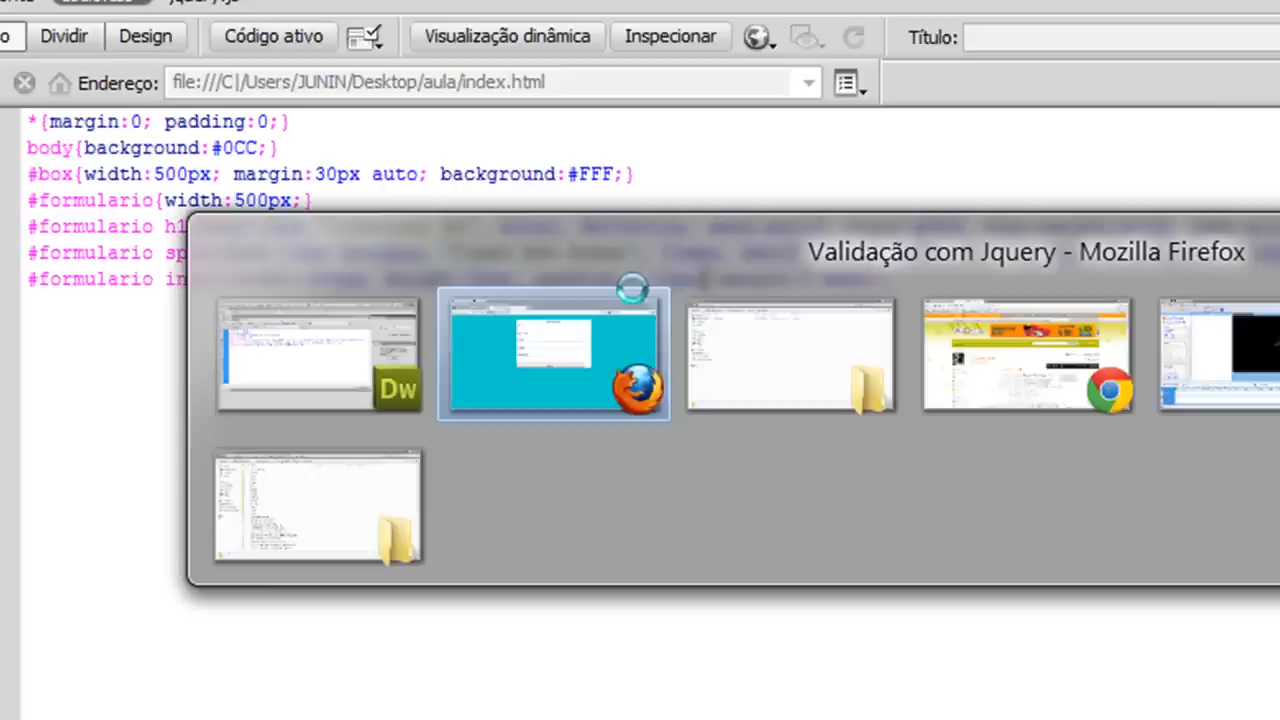 Dividir Design Código ativo Visualização dinâmica Inspecionar Título:
Endereço: file:///C|/Users/JUNIN/Desktop/aula/index.html
*{margin:0; padding:0;}
body{background:#0CC;}
#box{width:500px; margin:30px auto; background:#FFF;}
#formulario{width:500px;}
#formulario h1
#formulario sp
#formulario in
Validação com Jquery - Mozilla Firefox
Dw